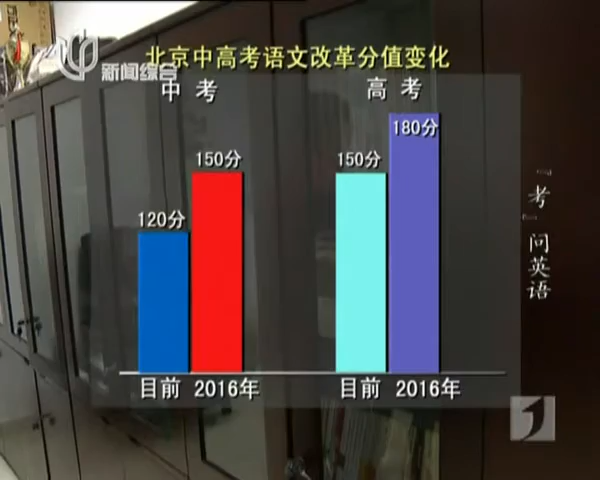 北京中高考语文改革分值变化
新闻综合
中考
高考
180分
150分
150分
120分
『考』问英语
目前
2016年
目前
2016年
1